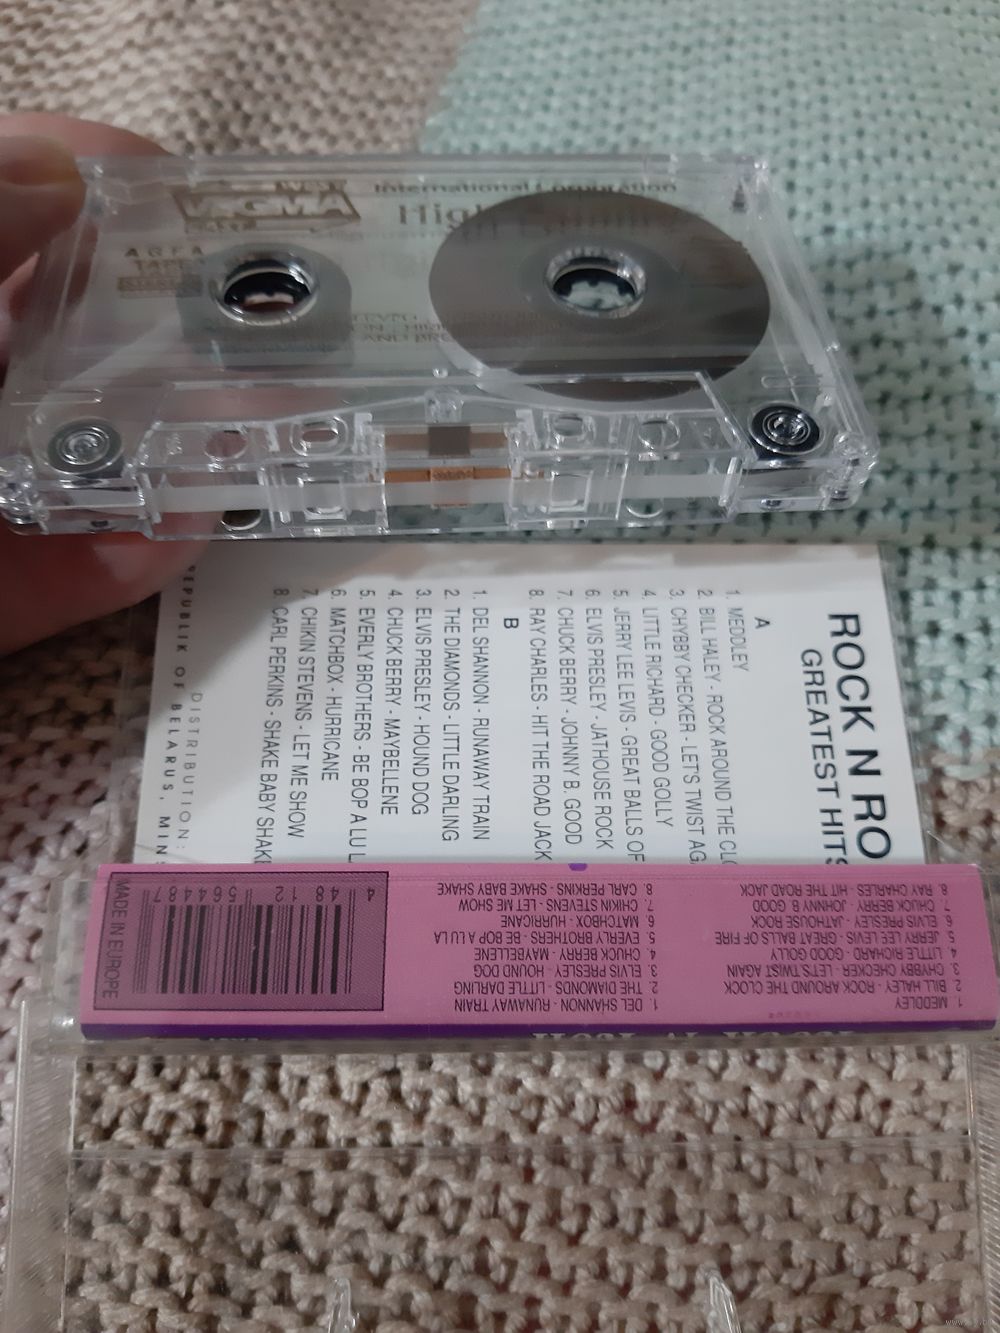 MAGMA
International Corporation
High
AGFA
TAPE
AND
ROCK N RO
GREATEST HITS
A
1. MEDDLEY
2. BILL HALEY - ROCK AROUND THE CLO
3. CHYBBY CHECKER - LET'S TWIST AG
4. LITTLE RICHARD - GOOD GOLLY
5. JERRY LEE LEVIS - GREAT BALLS OF
6. ELVIS PRESLEY - JATHOUSE ROCK
7. CHUCK BERRY - JOHNNY B. GOOD
8. RAY CHARLES - HIT THE ROAD JACK
B
1. DEL SHANNON - RUNAWAY TRAIN
2. THE DIAMONDS - LITTLE DARLING
3. ELVIS PRESLEY - HOUND DOG
4. CHUCK BERRY - MAYBELLENE
5. EVERLY BROTHERS - BE BOP A LU L
6. MATCHBOX - HURRICANE
7. CHIKIN STEVENS - LET ME SHOW
8. CARL PERKINS - SHAKE BABY SHAKE
DISTRIBUTION:
REPUBLIK OF BELARUS, MINS
1. MEDDLEY
2. BILL HALEY - ROCK AROUND THE CLOCK
3. CHYBBY CHECKER - LET'S TWIST AGAIN
4. LITTLE RICHARD - GOOD GOLLY
5. JERRY LEE LEVIS - GREAT BALLS OF FIRE
6. ELVIS PRESLEY - JATHOUSE ROCK
7. CHUCK BERRY - JOHNNY B. GOOD
8. RAY CHARLES - HIT THE ROAD JACK
1. DEL SHANNON - RUNAWAY TRAIN
2. THE DIAMONDS - LITTLE DARLING
3. ELVIS PRESLEY - HOUND DOG
4. CHUCK BERRY - MAYBELLENE
5. EVERLY BROTHERS - BE BOP A LU LA
6. MATCHBOX - HURRICANE
7. CHIKIN STEVENS - LET ME SHOW
8. CARL PERKINS - SHAKE BABY SHAKE
4 4812 564487
MADE IN EUROPE